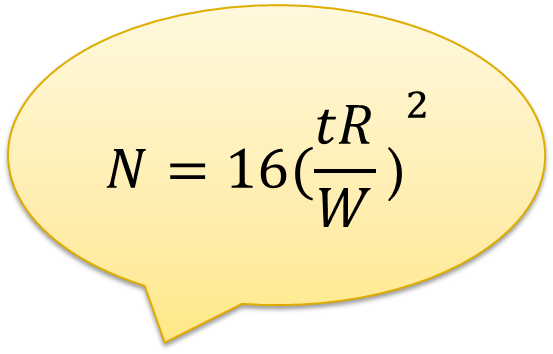 N = 16(tR/W)²